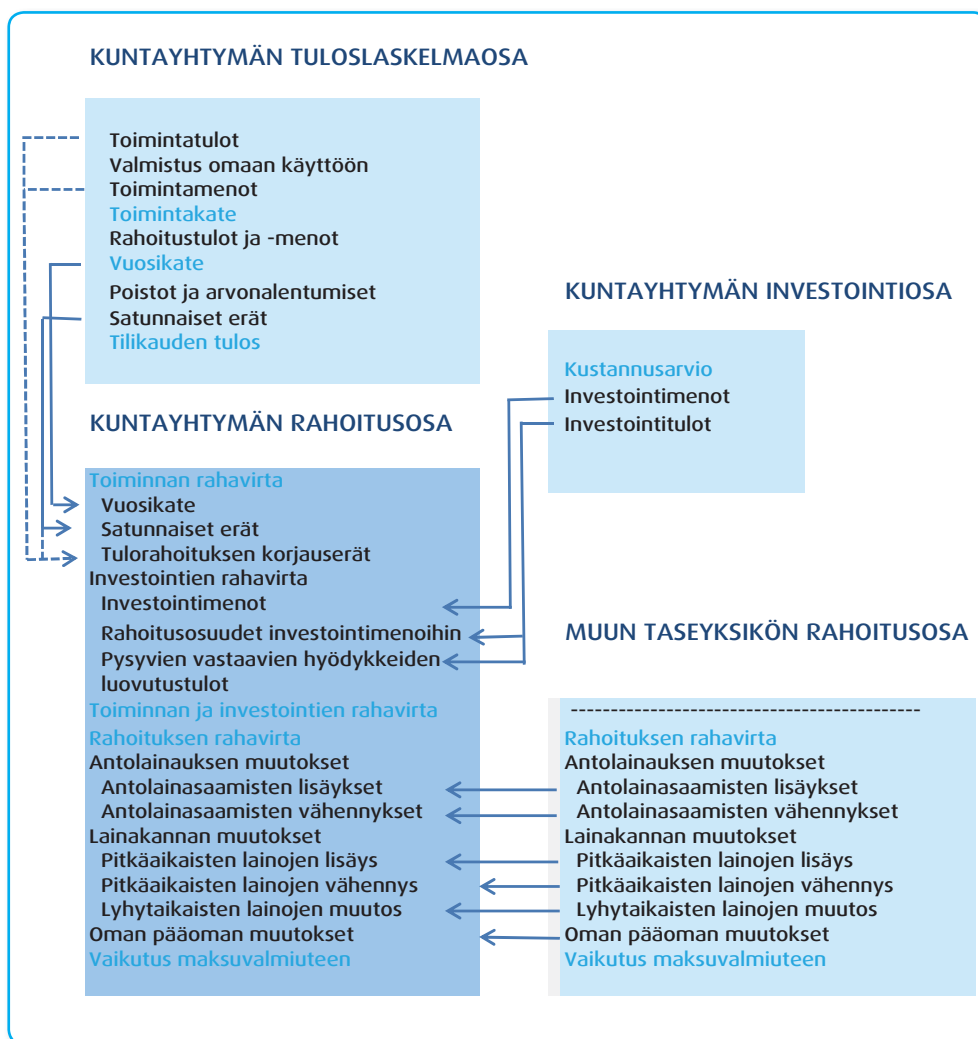 KUNTAYHTYMÄN TULOSLASKELMAOSA
Toimintatulot
Valmistus omaan käyttöön
Toimintamenot
Toimintakate
Rahoitustulot ja -menot
Vuosikate
Poistot ja arvonalentumiset
Satunnaiset erät
Tilikauden tulos
KUNTAYHTYMÄN INVESTOINTIOSA
Kustannusarvio
Investointimenot
Investointitulot
KUNTAYHTYMÄN RAHOITUSOSA
Toiminnan rahavirta
Vuosikate
Satunnaiset erät
Tulorahoituksen korjauserät
Investointien rahavirta
Investointimenot
Rahoitusosuudet investointimenoihin
Pysyvien vastaavien hyödykkeiden
luovutustulot
Toiminnan ja investointien rahavirta
Rahoituksen rahavirta
Antolainauksen muutokset
Antolainasaamisten lisäykset
Antolainasaamisten vähennykset
Lainakannan muutokset
Pitkäaikaisten lainojen lisäys
Pitkäaikaisten lainojen vähennys
Lyhytaikaisten lainojen muutos
Oman pääoman muutokset
Vaikutus maksuvalmiuteen
MUUN TASEYKSIKÖN RAHOITUSOSA
--------------------------------------------
Rahoituksen rahavirta
Antolainauksen muutokset
Antolainasaamisten lisäykset
Antolainasaamisten vähennykset
Lainakannan muutokset
Pitkäaikaisten lainojen lisäys
Pitkäaikaisten lainojen vähennys
Lyhytaikaisten lainojen muutos
Oman pääoman muutokset
Vaikutus maksuvalmiuteen